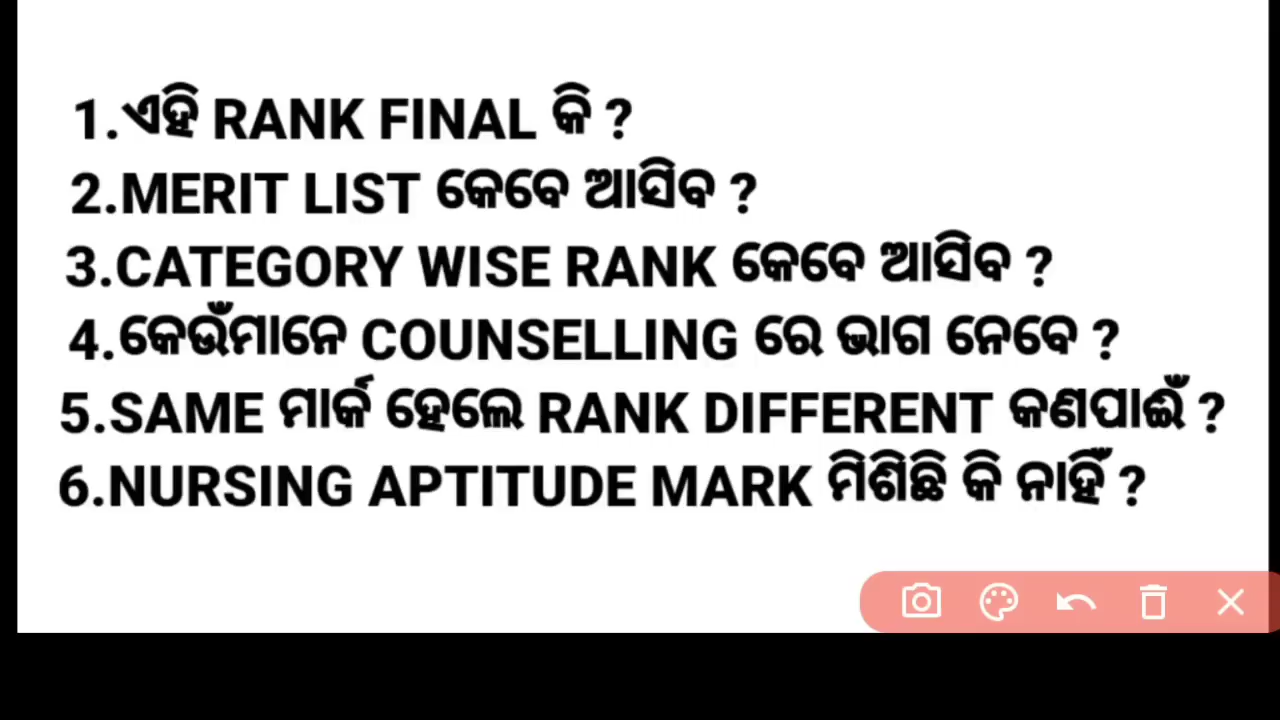 1.ଏହି RANK FINAL କି ?
2.MERIT LIST କେବେ ଆସିବ ?
3.CATEGORY WISE RANK କେବେ ଆସିବ ?
4.କେଉଁମାନେ COUNSELLING ରେ ଭାଗ ନେବେ ?
5.SAME ମାର୍କ ହେଲେ RANK DIFFERENT କଣପାଇଁ ?
6.NURSING APTITUDE MARK ମିଶିଛି କି ନାହିଁ ?